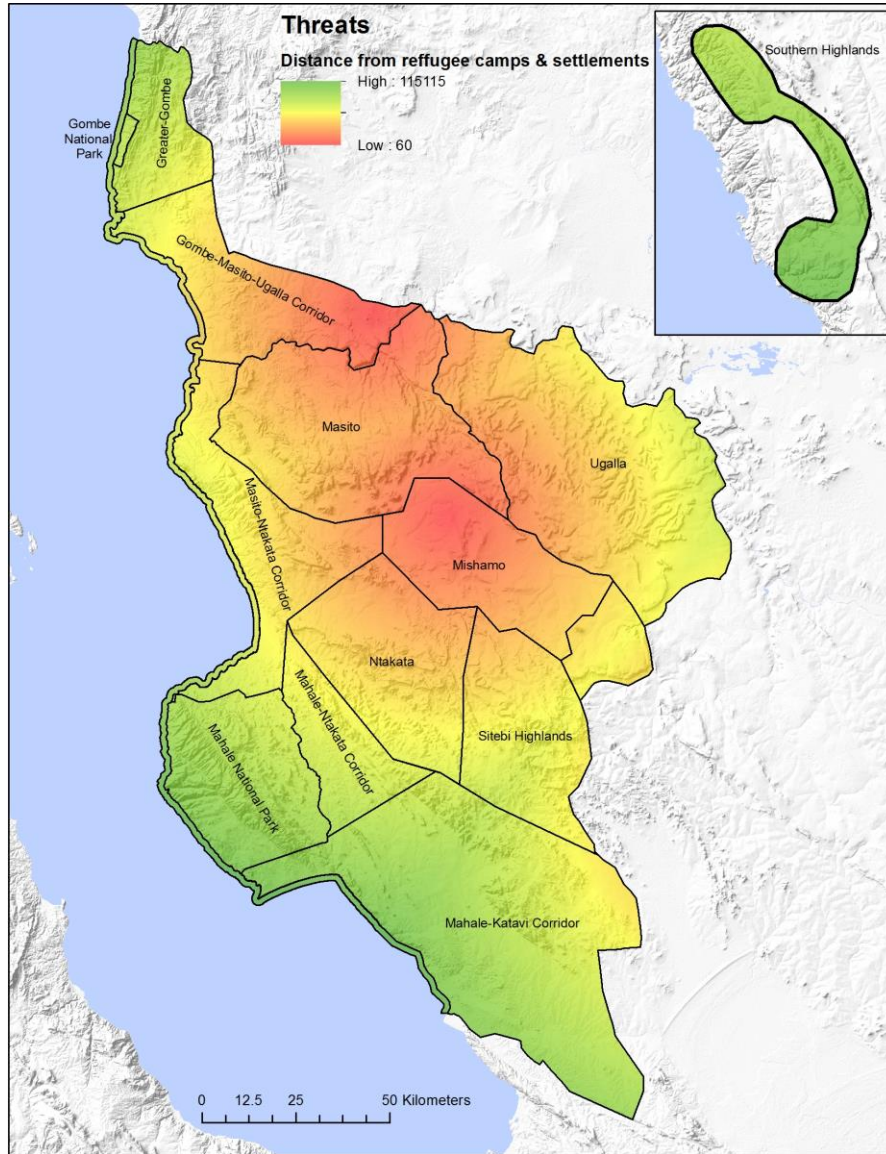 Threats
Distance from reffugee camps & settlements
High : 115115
Low : 60
Southern Highlands
Gombe
National
Park
Greater-Gombe
Gombe-Masito-Ugalla Corridor
Masito
Ugalla
Masito-Ntakata Corridor
Mishamo
Ntakata
Mahale-Ntakata Corridor
Sitebi Highlands
Mahale National Park
Mahale-Katavi Corridor
0 12.5 25 50 Kilometers